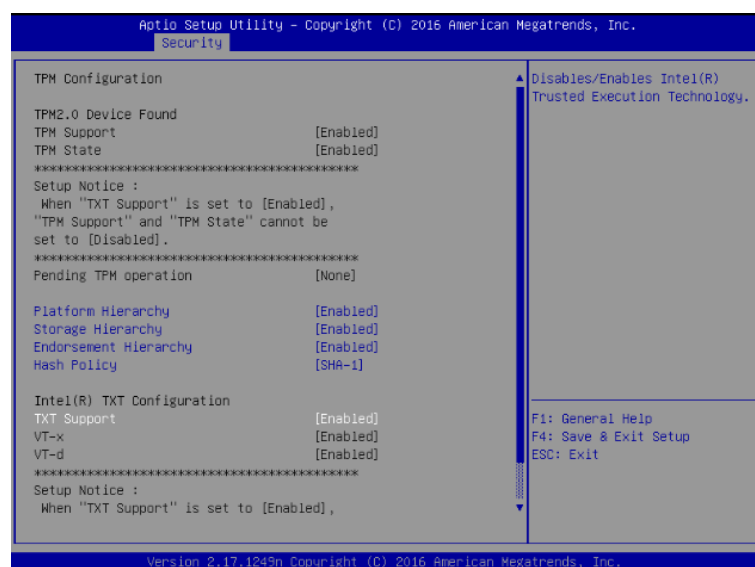 Aptio Setup Utility – Copyright (C) 2016 American Megatrends, Inc.
Security
TPM Configuration
TPM2.0 Device Found
TPM Support [Enabled]
TPM State [Enabled]
*******************************************
Setup Notice :
When "TXT Support" is set to [Enabled],
"TPM Support" and "TPM State" cannot be
set to [Disabled].
*******************************************
Pending TPM operation [None]
Platform Hierarchy [Enabled]
Storage Hierarchy [Enabled]
Endorsement Hierarchy [Enabled]
Hash Policy [SHA-1]
Intel(R) TXT Configuration
TXT Support [Enabled]
VT-x [Enabled]
VT-d [Enabled]
*******************************************
Setup Notice :
When "TXT Support" is set to [Enabled],
Disables/Enables Intel(R)
Trusted Execution Technology.
F1: General Help
F4: Save & Exit Setup
ESC: Exit
Version 2.17.1249n Copyright (C) 2016 American Megatrends, Inc.